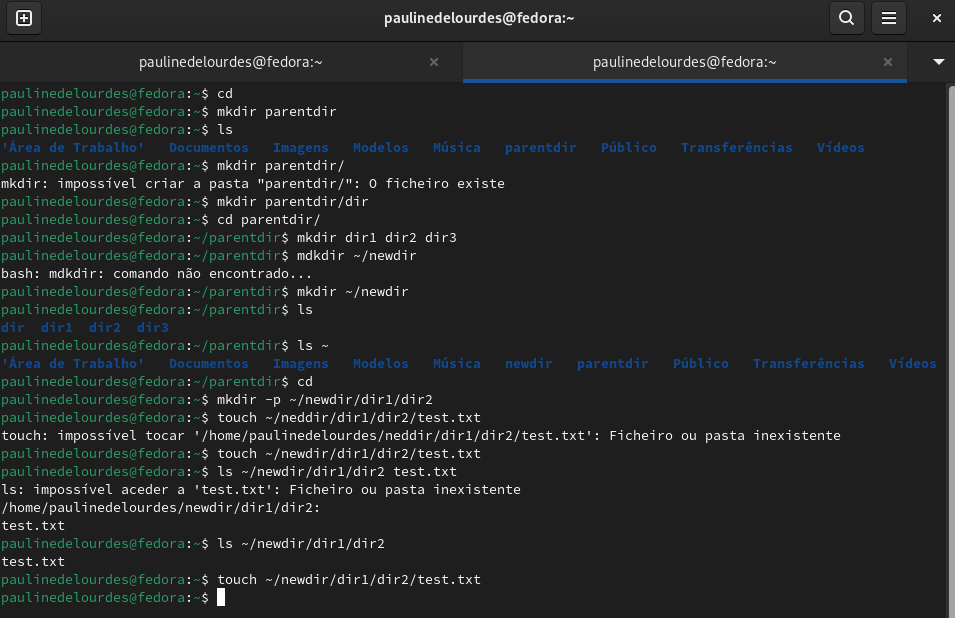 paulinedelourdes@fedora:~
paulinedelourdes@fedora:~ paulinedelourdes@fedora:~
paulinedelourdes@fedora:~$ cd
paulinedelourdes@fedora:~$ mkdir parentdir
paulinedelourdes@fedora:~$ ls
'Área de Trabalho' Documentos Imagens Modelos Música parentdir Público Transferências Vídeos
paulinedelourdes@fedora:~$ mkdir parentdir/
mkdir: impossível criar a pasta "parentdir/": O ficheiro existe
paulinedelourdes@fedora:~$ mkdir parentdir/dir
paulinedelourdes@fedora:~$ cd parentdir/
paulinedelourdes@fedora:~/parentdir$ mkdir dir1 dir2 dir3
paulinedelourdes@fedora:~/parentdir$ mdkdir ~/newdir
bash: mdkdir: comando não encontrado...
paulinedelourdes@fedora:~/parentdir$ mkdir ~/newdir
paulinedelourdes@fedora:~/parentdir$ ls
dir dir1 dir2 dir3
paulinedelourdes@fedora:~/parentdir$ ls ~
'Área de Trabalho' Documentos Imagens Modelos Música newdir parentdir Público Transferências Vídeos
paulinedelourdes@fedora:~/parentdir$ cd
paulinedelourdes@fedora:~$ mkdir -p ~/newdir/dir1/dir2
paulinedelourdes@fedora:~$ touch ~/neddir/dir1/dir2/test.txt
touch: impossível tocar '/home/paulinedelourdes/neddir/dir1/dir2/test.txt': Ficheiro ou pasta inexistente
paulinedelourdes@fedora:~$ touch ~/newdir/dir1/dir2/test.txt
paulinedelourdes@fedora:~$ ls ~/newdir/dir1/dir2 test.txt
ls: impossível aceder a 'test.txt': Ficheiro ou pasta inexistente
/home/paulinedelourdes/newdir/dir1/dir2:
test.txt
paulinedelourdes@fedora:~$ ls ~/newdir/dir1/dir2
test.txt
paulinedelourdes@fedora:~$ touch ~/newdir/dir1/dir2/test.txt
paulinedelourdes@fedora:~$